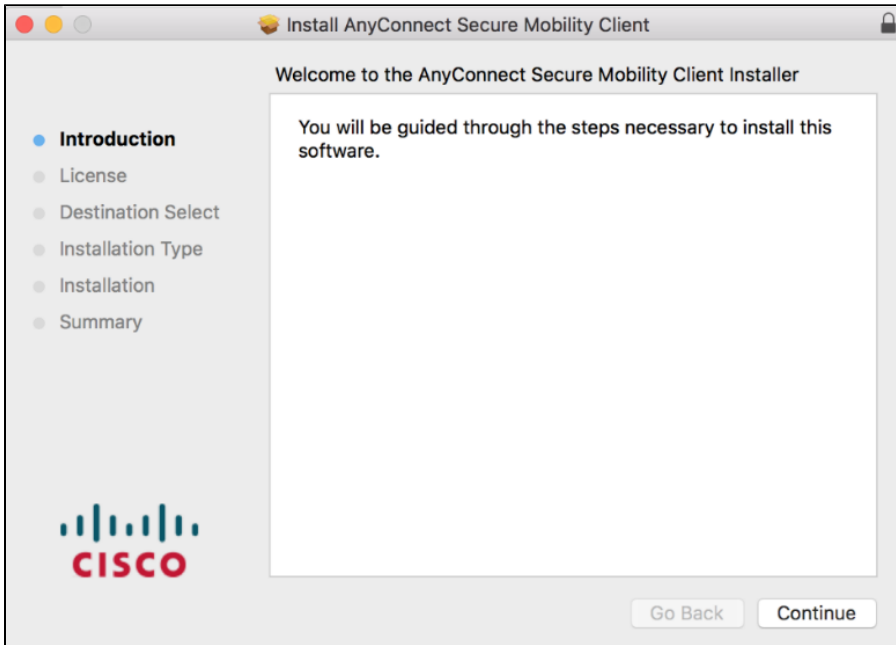 Install AnyConnect Secure Mobility Client
Welcome to the AnyConnect Secure Mobility Client Installer
Introduction
License
Destination Select
Installation Type
Installation
Summary
You will be guided through the steps necessary to install this
software.
CISCO
Go Back
Continue